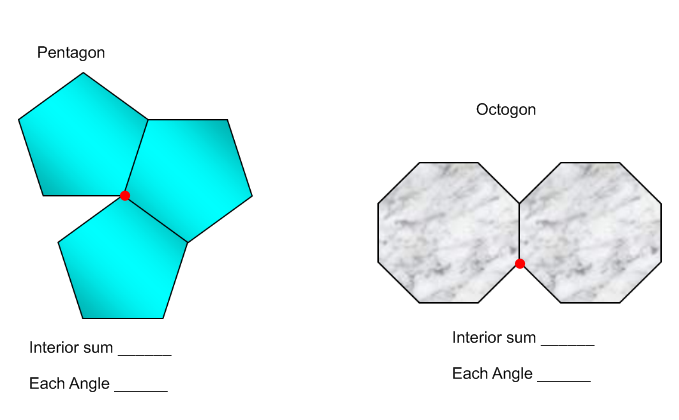 Pentagon
Interior sum ______
Each Angle ______
Octogon
Interior sum ______
Each Angle ______